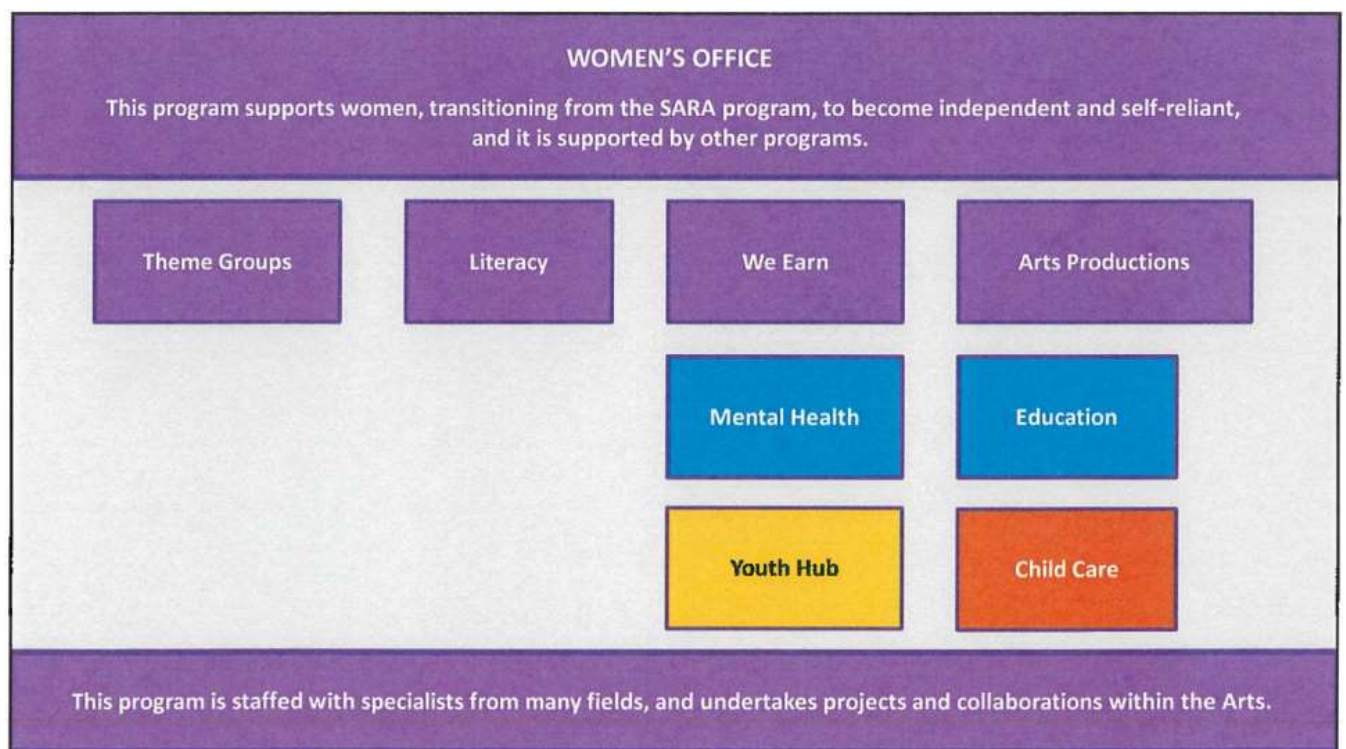 WOMEN'S OFFICE
This program supports women, transitioning from the SARA program, to become independent and self-reliant,
and it is supported by other programs.
Theme Groups
Literacy
We Earn
Arts Productions
Mental Health
Education
Youth Hub
Child Care
This program is staffed with specialists from many fields, and undertakes projects and collaborations within the Arts.